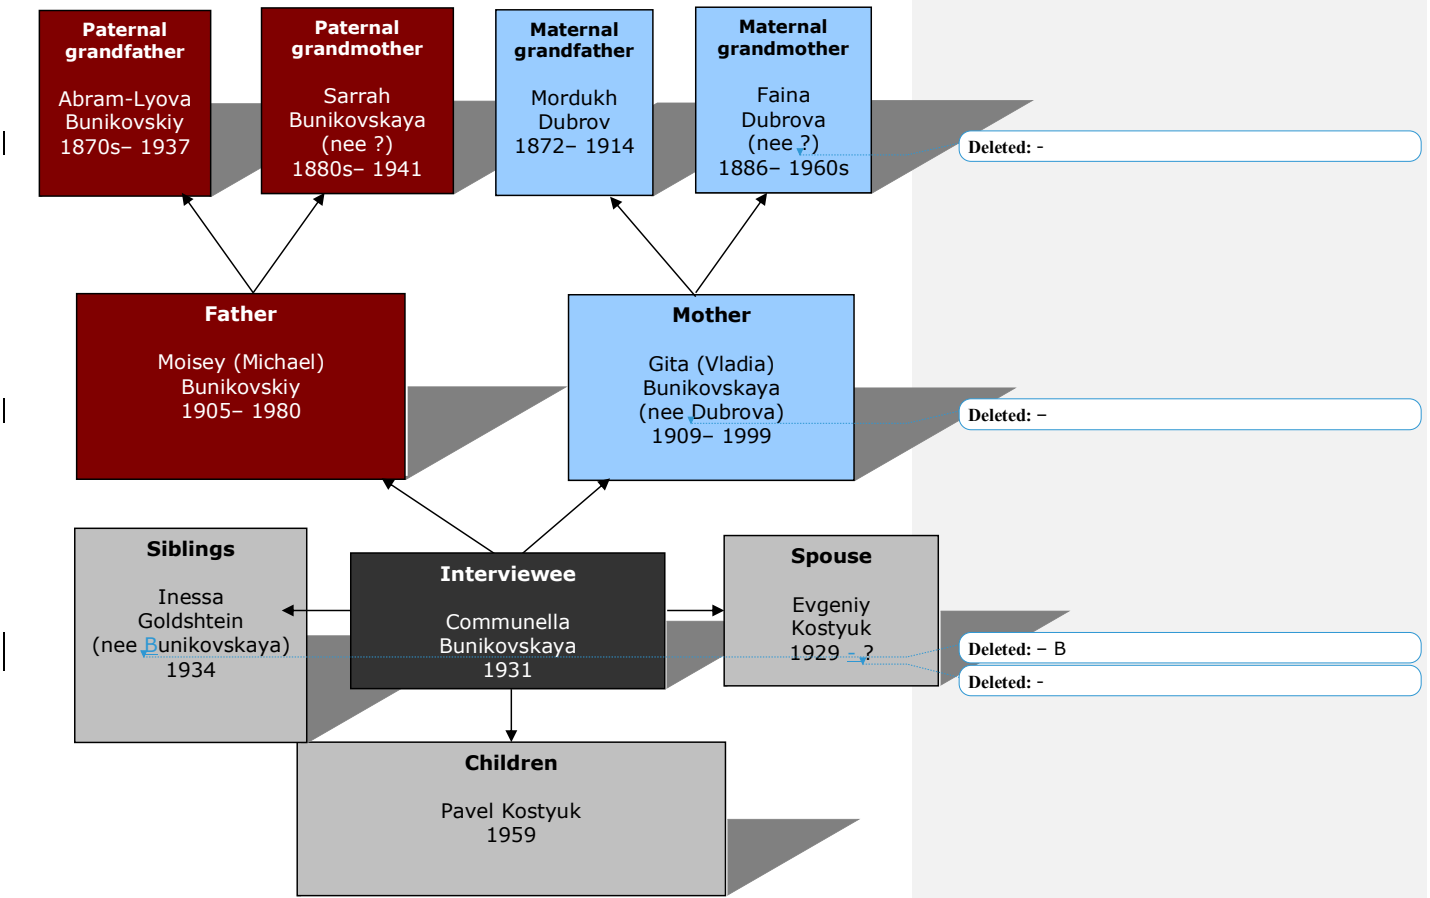 Paternal
grandfather
Abram-Lyova
Bunikovskiy
1870s– 1937
Paternal
grandmother
Sarrah
Bunikovskaya
(nee ?)
1880s– 1941
Maternal
grandfather
Mordukh
Dubrov
1872– 1914
Maternal
grandmother
Faina
Dubrova
(nee ?)
1886– 1960s
Deleted: -
Father
Moisey (Michael)
Bunikovskiy
1905– 1980
Mother
Gita (Vladia)
Bunikovskaya
(nee Dubrova)
1909– 1999
Deleted: –
Siblings
Inessa
Goldshtein
(nee Bunikovskaya)
1934
Interviewee
Communella
Bunikovskaya
1931
Spouse
Evgeniy
Kostyuk
1929 - ?
Deleted: – B
Deleted: -
Children
Pavel Kostyuk
1959